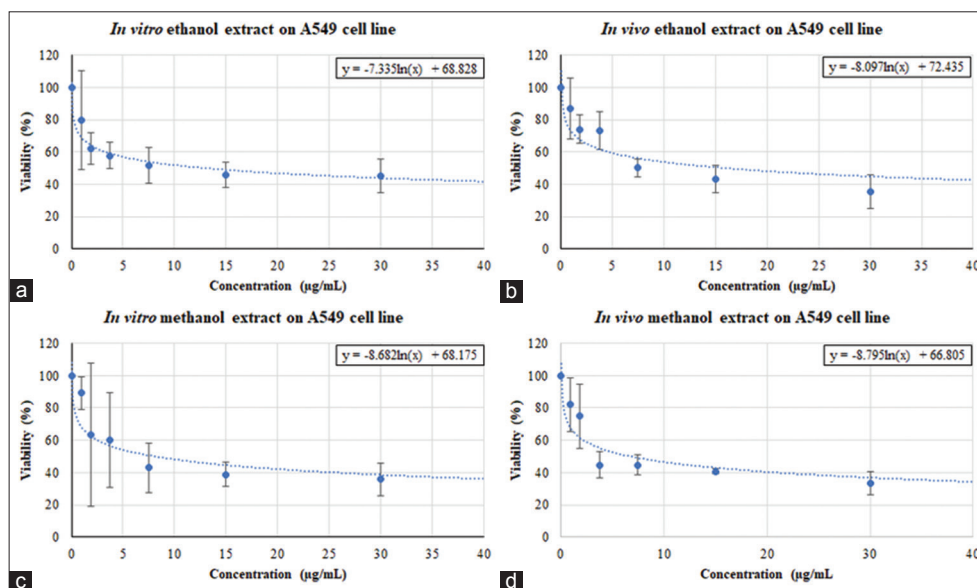 In vitro ethanol extract on A549 cell line
y = -7.335ln(x) + 68.828
Viability (%)
120
100
80
60
40
20
0
0 5 10 15 20 25 30 35 40
Concentration (µg/mL)
a
In vivo ethanol extract on A549 cell line
y = -8.097ln(x) + 72.435
Viability (%)
120
100
80
60
40
20
0
0 5 10 15 20 25 30 35 40
Concentration (µg/mL)
b
In vitro methanol extract on A549 cell line
y = -8.682ln(x) + 68.175
Viability (%)
120
100
80
60
40
20
0
0 5 10 15 20 25 30 35 40
Concentration (µg/mL)
c
In vivo methanol extract on A549 cell line
y = -8.795ln(x) + 66.805
Viability (%)
120
100
80
60
40
20
0
0 5 10 15 20 25 30 35 40
Concentration (µg/mL
d